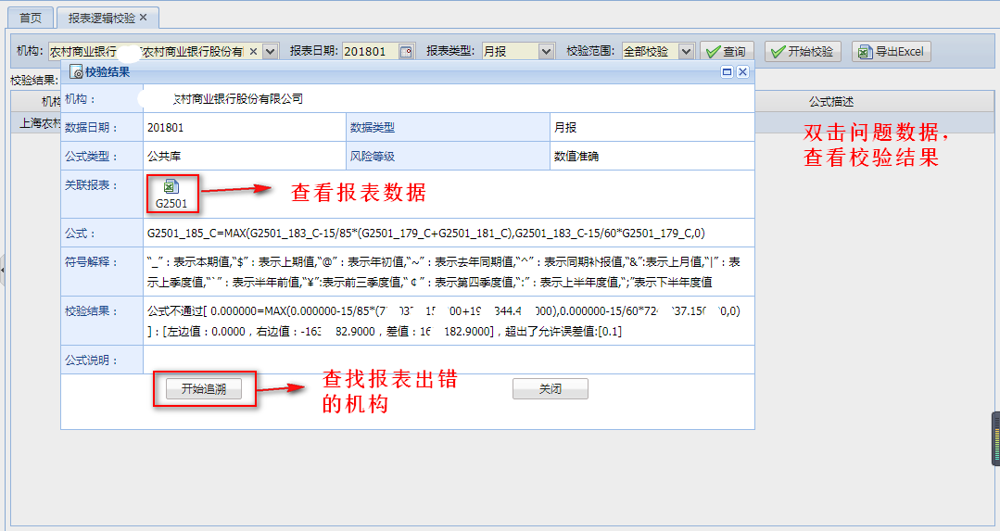 首页 报表逻辑校验
机构: 农村商业银行 农村商业银行股份有 报表日期: 201801 报表类型: 月报 校验范围: 全部校验 查询 开始校验 导出Excel
校验结果
校验结果:
机构 公式描述
上海农村
机构： 农村商业银行股份有限公司
数据日期： 201801 数据类型 月报
公式类型： 公共库 风险等级 数值准确
关联报表：
G2501
公式： G2501_185_C=MAX(G2501_183_C-15/85*(G2501_179_C+G2501_181_C),G2501_183_C-15/60*G2501_179_C,0)
符号解释： “_”：表示本期值,“$”：表示上期值,“@”：表示年初值,“~”：表示去年同期值,“^”：表示同期补报值,“&”:表示上月值,“|”：表
示上季度值,“`”：表示半年前值,“¥”:表示前三季度值,“￠”：表示第四季度值,“:”：表示上半年度值,“;”表示下半年度值
校验结果： 公式不通过[ 0.000000=MAX(0.000000-15/85*(7 15 00+19 344.4 000),0.000000-15/60*724 37.15 0,0)
]：[左边值：0.0000，右边值：-163 82.9000，差值：16 182.9000]，超出了允许误差值:[0.1]
公式说明：
开始追溯 关闭
双击问题数据，
查看校验结果
查看报表数据
查找报表出错
的机构